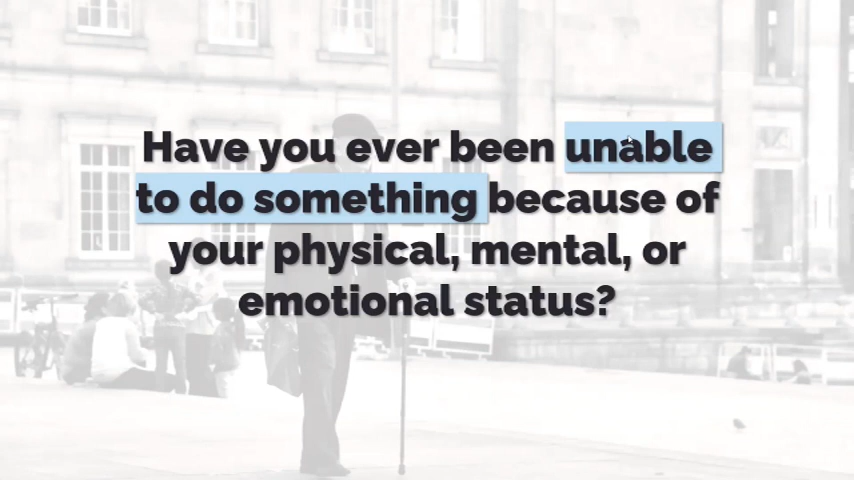 Have you ever been unable
to do something because of
your physical, mental, or
emotional status?